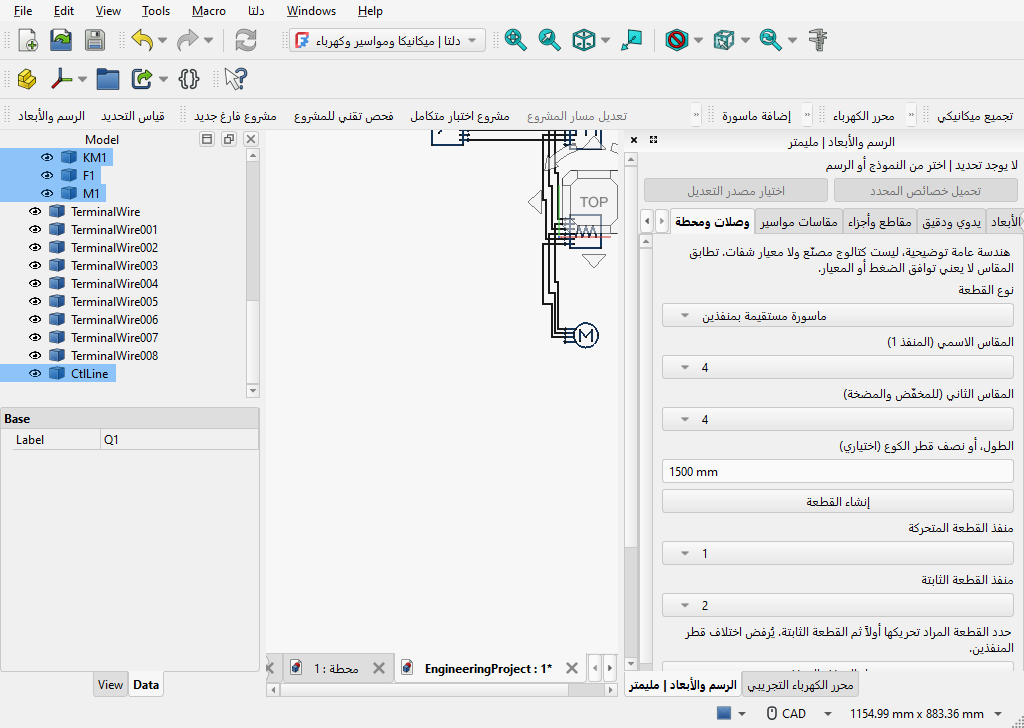 File Edit View Tools Macro دلتا Windows Help
دلتا | ميكانيكا ومواسير وكهرباء
الرسم والأبعاد قياس التحديد مشروع فارغ جديد فحص تقني للمشروع مشروع اختبار متكامل تعديل مسار المشروع » إضافة ماسورة » محرر الكهرباء » تجميع ميكانيكي
Model
KM1
F1
M1
TerminalWire
TerminalWire001
TerminalWire002
TerminalWire003
TerminalWire004
TerminalWire005
TerminalWire006
TerminalWire007
TerminalWire008
CtlLine
Base
Label Q1
View Data
TOP
M
محطة : 1
EngineeringProject : 1*
الرسم والأبعاد | مليمتر
لا يوجد تحديد | اختر من النموذج أو الرسم
تحميل خصائص المحدد
اختيار مصدر التعديل
الأبعاد يدوي ودقيق مقاطع وأجزاء مقاسات مواسير وصلات ومحطة
هندسة عامة توضيحية، ليست كتالوج مصنّع ولا معيار شفات. تطابق
المقاس لا يعني توافق الضغط أو المعيار.
نوع القطعة
ماسورة مستقيمة بمنفذين
المقاس الاسمي (المنفذ 1)
4
المقاس الثاني (للمخفّض والمضخة)
4
الطول، أو نصف قطر الكوع (اختياري)
1500 mm
إنشاء القطعة
منفذ القطعة المتحركة
1
منفذ القطعة الثابتة
2
حدد القطعة المراد تحريكها أولاً ثم القطعة الثابتة. يُرفض اختلاف قطر
المنفذين.
الرسم والأبعاد | مليمتر
محرر الكهرباء التجريبي
CAD
1154.99 mm x 883.36 mm